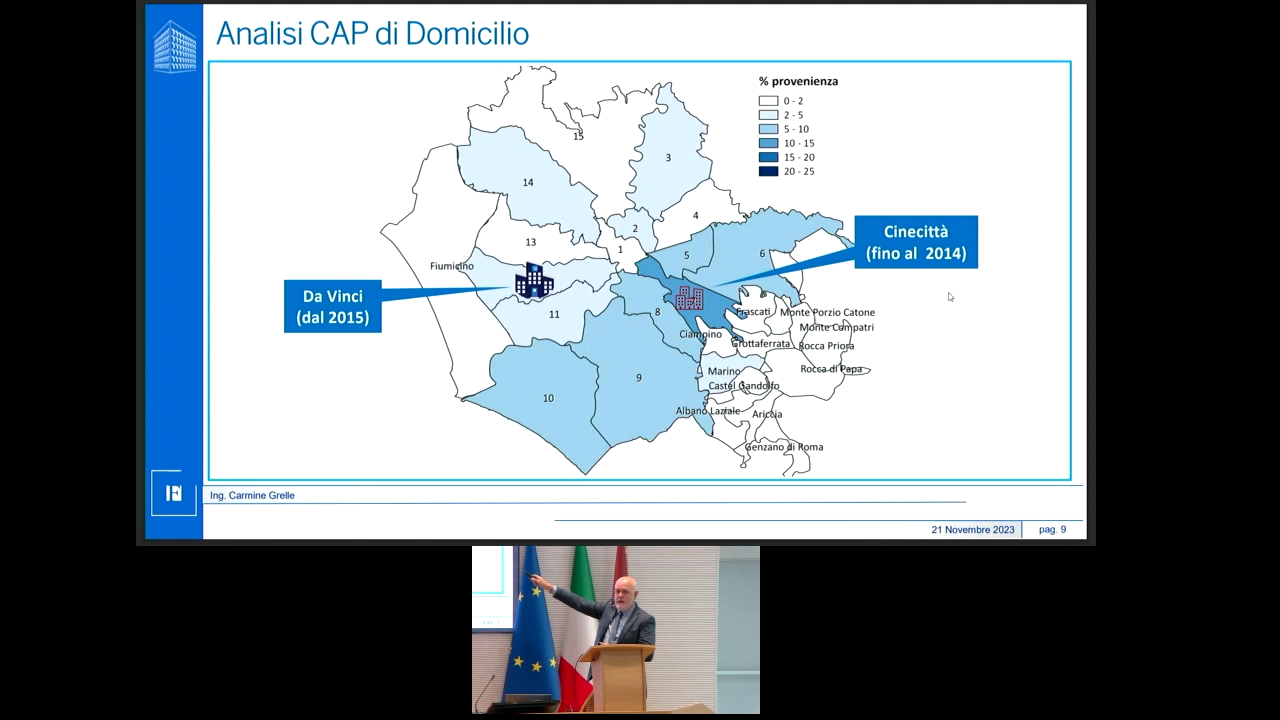 Analisi CAP di Domicilio
% provenienza
0 - 2
2 - 5
5 - 10
10 - 15
15 - 20
20 - 25
15
3
14
2
4
13
1
5
6
Cinecittà
(fino al 2014)
Fiumicino
Da Vinci
(dal 2015)
11
8
Frascati
Monte Porzio Catone
Monte Compatri
Ciampino
Grottaferrata
Rocca Priora
Rocca di Papa
Marino
9
Castel Gandolfo
10
Albano Laziale
Ariccia
Genzano di Roma
Ing. Carmine Grelle
21 Novembre 2023
pag. 9